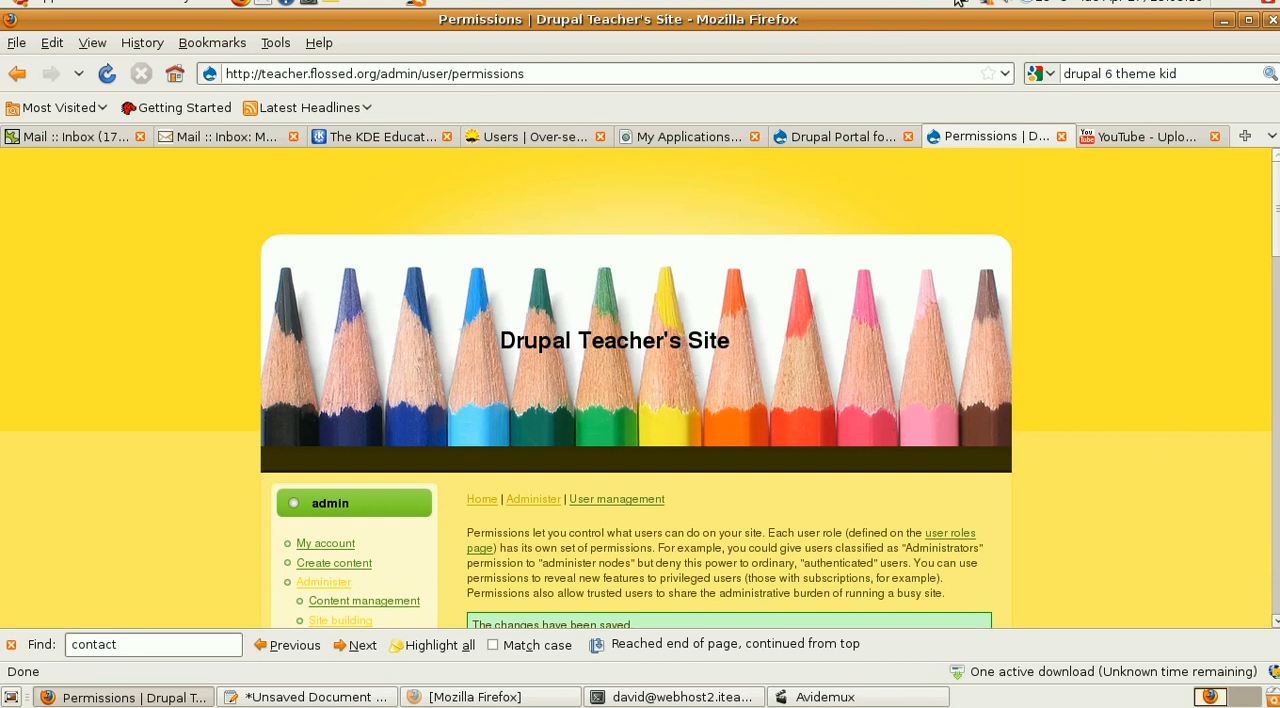 Permissions | Drupal Teacher's Site - Mozilla Firefox
File Edit View History Bookmarks Tools Help
http://teacher.flossed.org/admin/user/permissions drupal 6 theme kid
Most Visited Getting Started Latest Headlines
Mail :: Inbox (17... Mail :: Inbox: M... The KDE Educat... Users | Over-se... My Applications... Drupal Portal fo... Permissions | D... YouTube - Uplo...
Drupal Teacher's Site
admin
My account
Create content
Administer
Content management
Site building
Home | Administer | User management
Permissions let you control what users can do on your site. Each user role (defined on the user roles
page) has its own set of permissions. For example, you could give users classified as "Administrators"
permission to "administer nodes" but deny this power to ordinary, "authenticated" users. You can use
permissions to reveal new features to privileged users (those with subscriptions, for example).
Permissions also allow trusted users to share the administrative burden of running a busy site.
The changes have been saved.
Find: contact Previous Next Highlight all Match case Reached end of page, continued from top
Done One active download (Unknown time remaining)
Permissions | Drupal T... *Unsaved Document ... [Mozilla Firefox] david@webhost2.itea... Avidemux